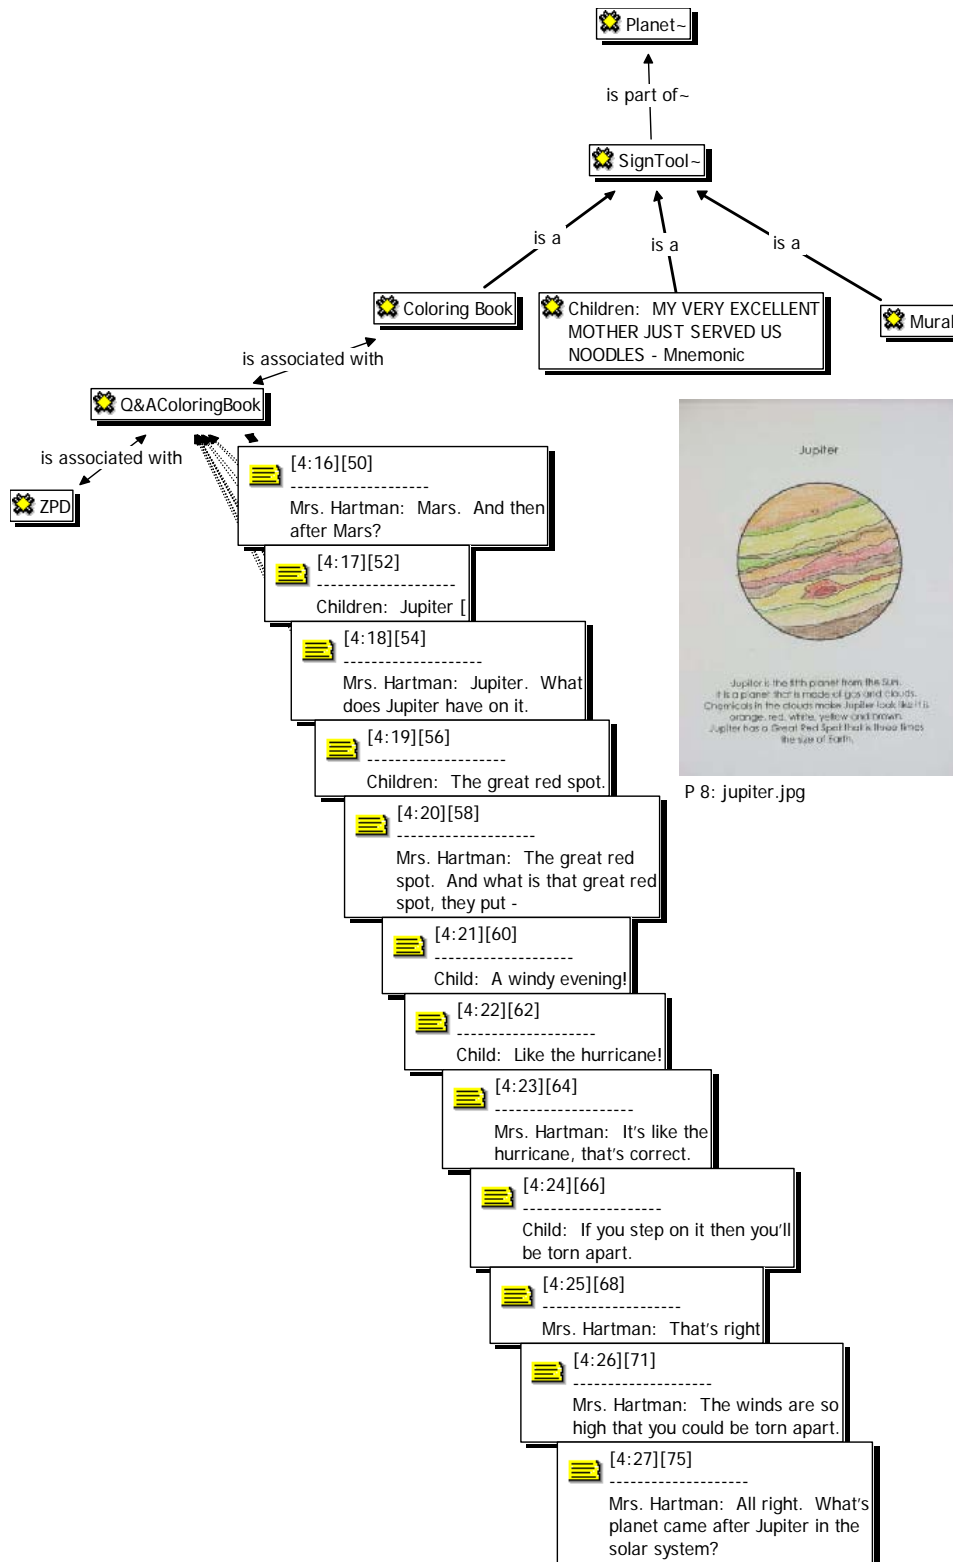 Planet~
is part of~
SignTool~
is a
is a
is a
Coloring Book
Children: MY VERY EXCELLENT
MOTHER JUST SERVED US
NOODLES - Mnemonic
Mural
is associated with
Q&AColoringBook
is associated with
ZPD
[4:16][50]
--------------------
Mrs. Hartman: Mars. And then
after Mars?
[4:17][52]
--------------------
Children: Jupiter [
[4:18][54]
--------------------
Mrs. Hartman: Jupiter. What
does Jupiter have on it.
[4:19][56]
--------------------
Children: The great red spot.
[4:20][58]
--------------------
Mrs. Hartman: The great red
spot. And what is that great red
spot, they put -
[4:21][60]
--------------------
Child: A windy evening!
[4:22][62]
--------------------
Child: Like the hurricane!
[4:23][64]
--------------------
Mrs. Hartman: It's like the
hurricane, that's correct.
[4:24][66]
--------------------
Child: If you step on it then you'll
be torn apart.
[4:25][68]
--------------------
Mrs. Hartman: That's right
[4:26][71]
--------------------
Mrs. Hartman: The winds are so
high that you could be torn apart.
[4:27][75]
--------------------
Mrs. Hartman: All right. What's
planet came after Jupiter in the
solar system?
Jupiter
Jupiter is the fifth planet from the Sun.
It is a planet that is made of gas and clouds.
Chemicals in the clouds make Jupiter look like it is
orange, red, white, yellow and brown.
Jupiter has a Great Red Spot that is three times
the size of Earth.
P 8: jupiter.jpg